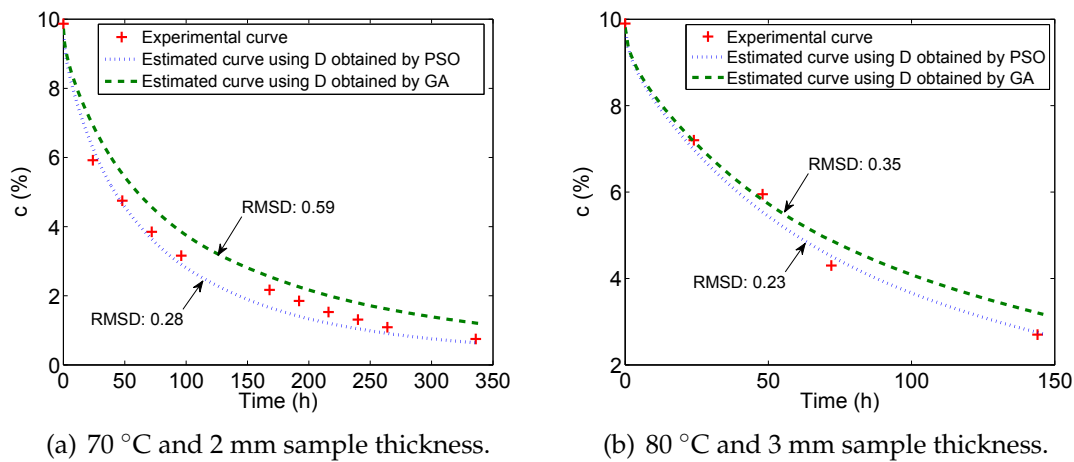 10
8
6
4
2
0
c (%)
0
50
100
150
200
250
300
350
Time (h)
Experimental curve
Estimated curve using D obtained by PSO
Estimated curve using D obtained by GA
RMSD: 0.59
RMSD: 0.28
(a) 70 °C and 2 mm sample thickness.
10
8
6
4
2
c (%)
0
50
100
150
Time (h)
Experimental curve
Estimated curve using D obtained by PSO
Estimated curve using D obtained by GA
RMSD: 0.35
RMSD: 0.23
(b) 80 °C and 3 mm sample thickness.